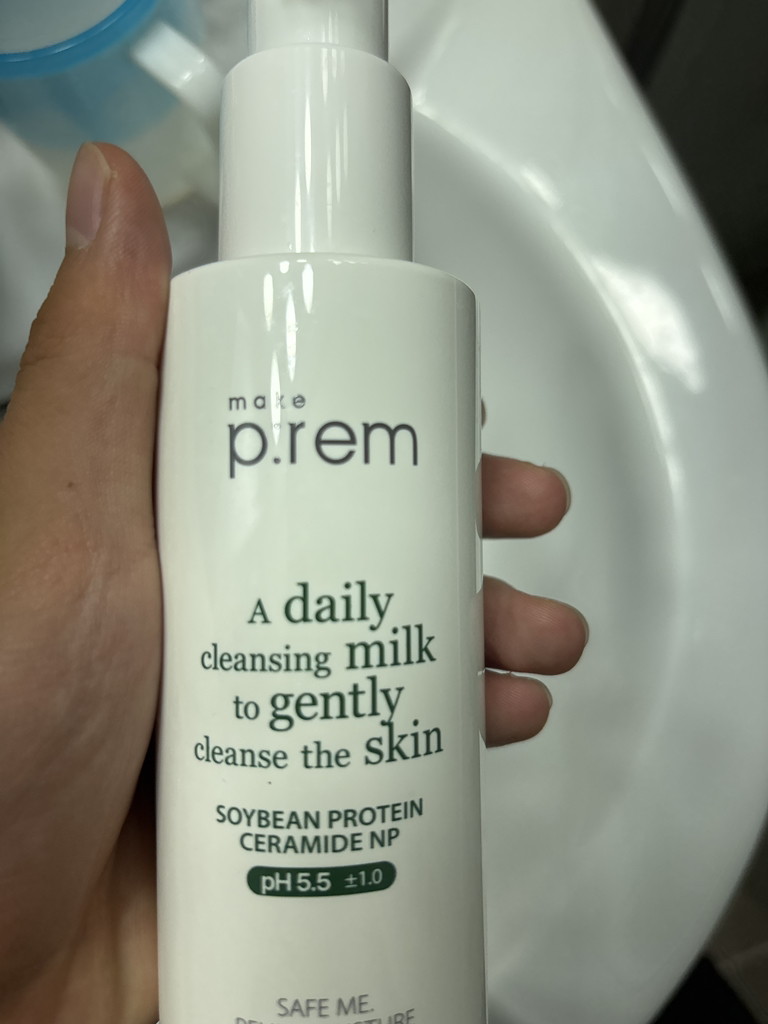 make
p:rem
A daily
cleansing milk
to gently
cleanse the skin
SOYBEAN PROTEIN
CERAMIDE NP
pH 5.5 ±1.0
SAFE ME.